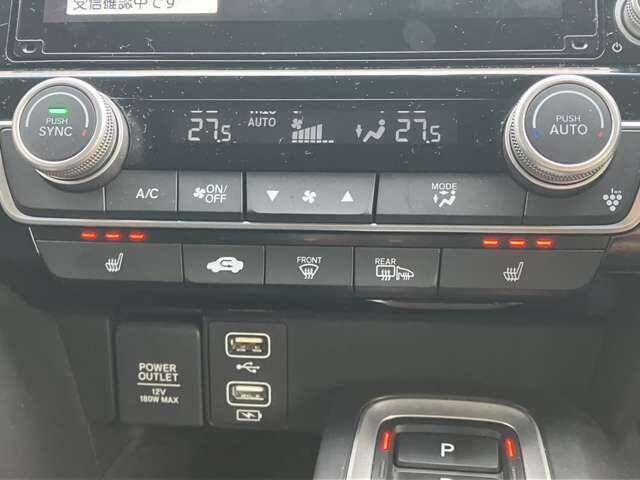 受信確認中です
PUSH
SYNC
27.5
AUTO
27.5
PUSH
AUTO
A/C
ON/
OFF
MODE
FRONT
REAR
POWER
OUTLET
12V
180W MAX
P